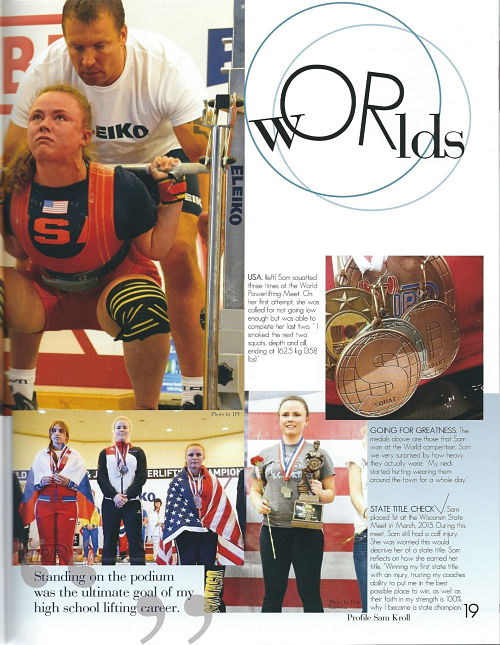 wORlds
ELEIKO
ELEIKO
USA. (left) Sam squatted
three times at the World
Powerlifting Meet. On
her first attempt, she was
called for not going low
enough but was able to
complete her last two. " I
smoked the next two
squats, depth and all,
ending at 162.5 kg (358
lbs)"
Photo by IPF
SQUAT
GOING FOR GREATNESS. The
medals above are those that Sam
won at the World competition. Sam
we very surprised by how heavy
they actually were. "My neck
started hurting wearing them
around the town for a whole day."
STATE TITLE, CHECK Sam
placed 1st at the Wisconsin State
Meet in March, 2015. During this
meet, Sam still had a calf injury.
She was worried this would
deprive her of a state title. Sam
reflects on how she earned her
title, "Winning my first state title
with an injury, trusting my coaches
ability to put me in the best
possible place to win, as well as
their faith in my strength is 100%
why I became a state champion."
Standing on the podium
was the ultimate goal of my
high school lifting career.
Profile Sam Kroll
19